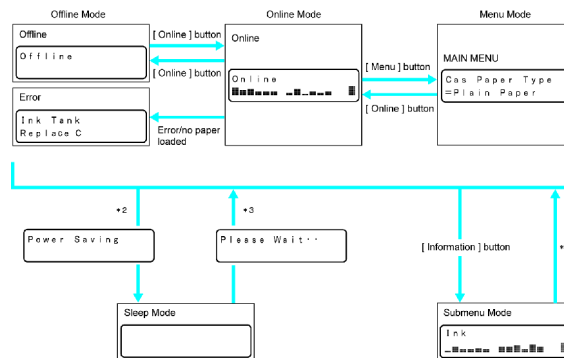 Offline Mode
Online Mode
Menu Mode
Offline
Offline
[ Online ] button
[ Online ] button
Online
Online
[ Menu ] button
[ Online ] button
MAIN MENU
Cas Paper Type
=Plain Paper
Error
Ink Tank
Replace C
Error/no paper
loaded
*2
*3
Power Saving
Please Wait··
[ Information ] button
*
Sleep Mode
Submenu Mode
Ink